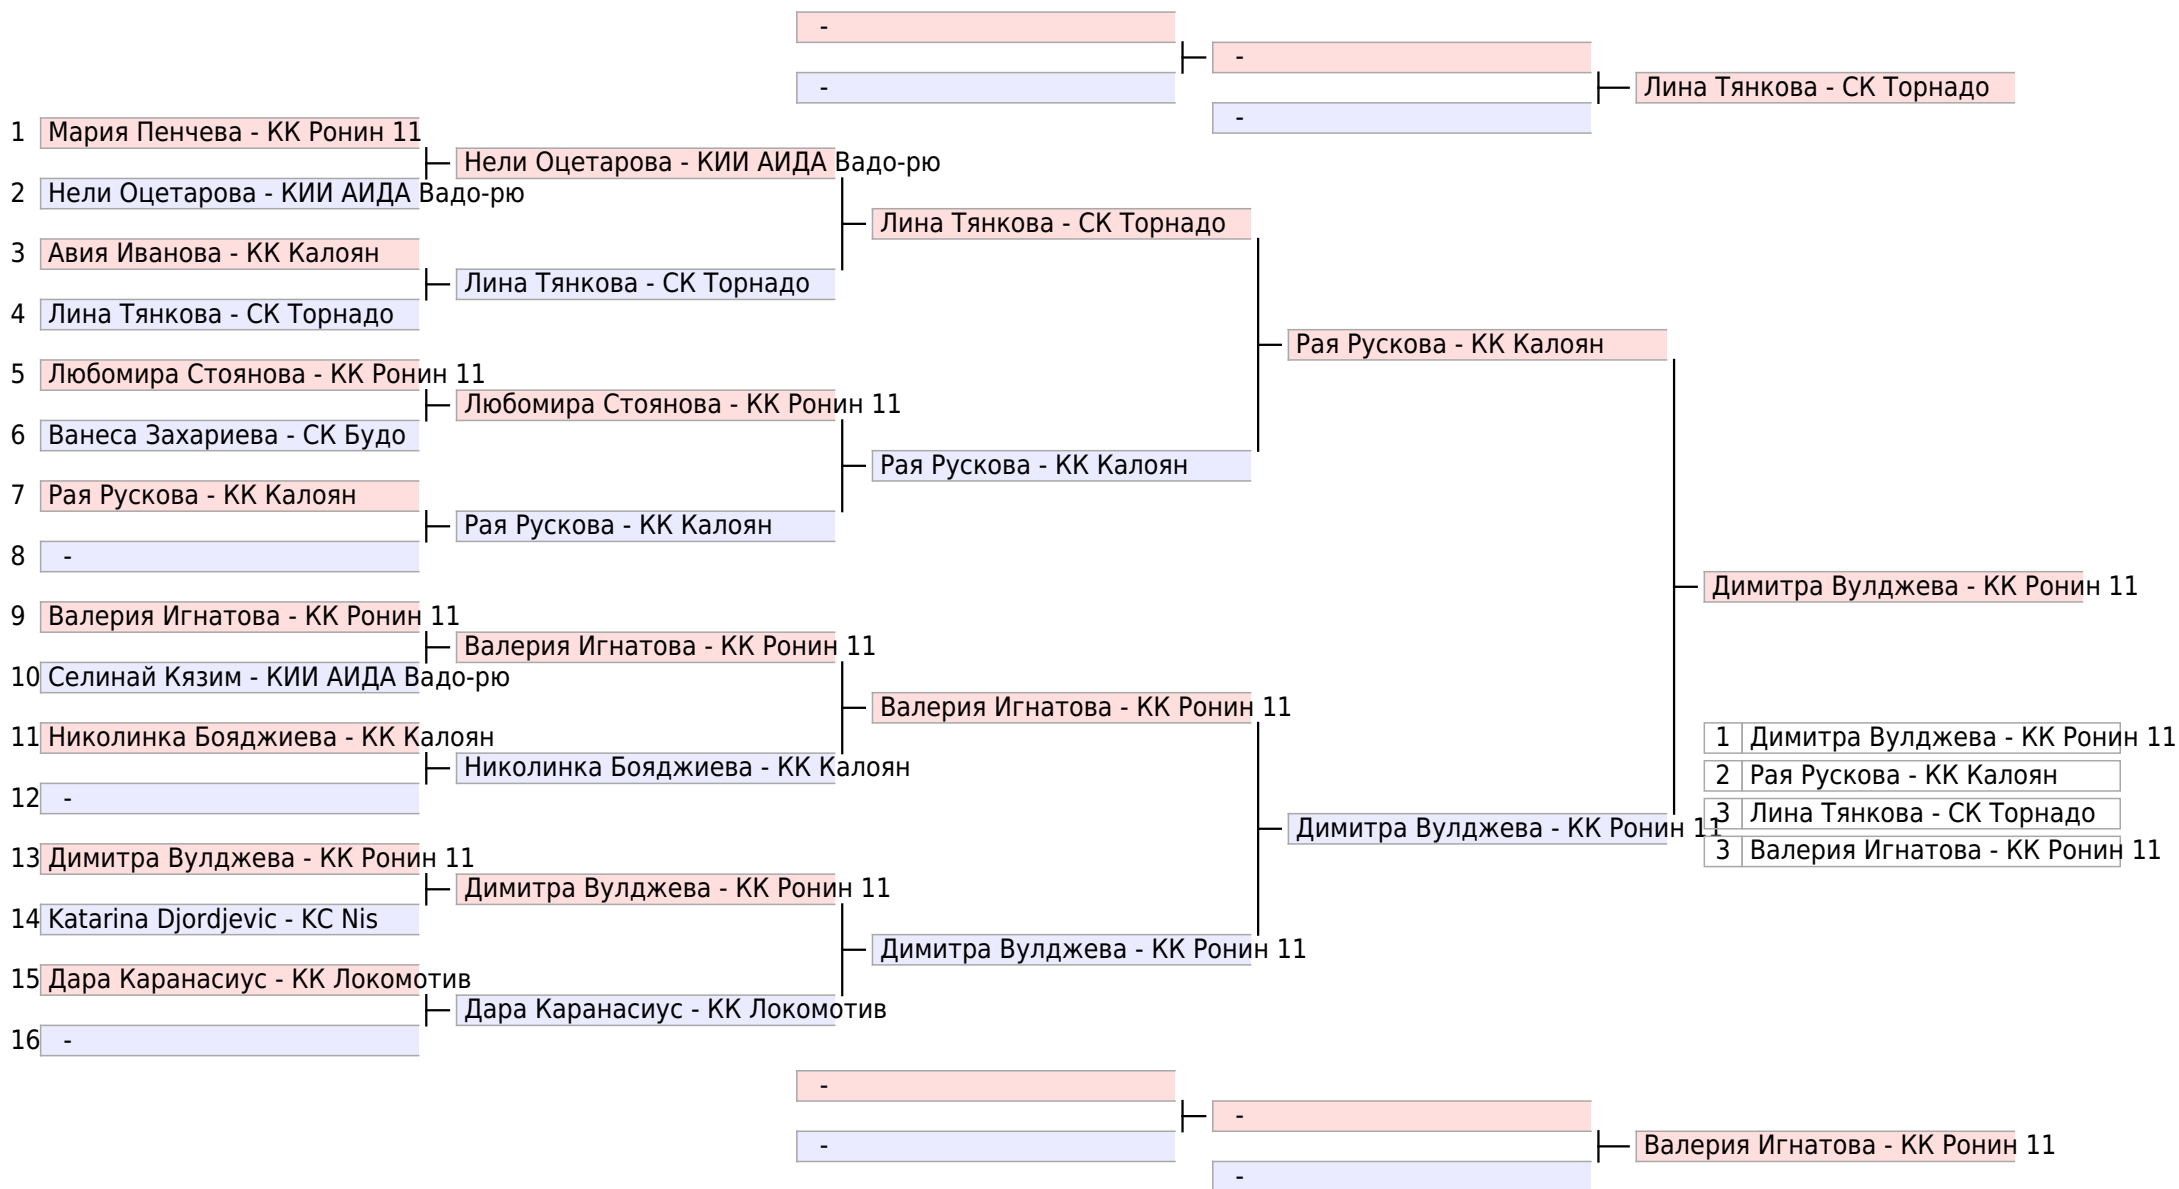 -
-
-
-
Лина Тянкова - СК Торнадо
1 Мария Пенчева - КК Ронин 11
2 Нели Оцетарова - КИИ АИДА Вадо-рю
3 Авия Иванова - КК Калоян
4 Лина Тянкова - СК Торнадо
5 Любомира Стоянова - КК Ронин 11
6 Ванеса Захариева - СК Будо
7 Рая Рускова - КК Калоян
8 -
9 Валерия Игнатова - КК Ронин 11
10 Селинай Кязим - КИИ АИДА Вадо-рю
11 Николинка Бояджиева - КК Калоян
12 -
13 Димитра Вулджева - КК Ронин 11
14 Katarina Djordjevic - KC Nis
15 Дара Каранасиус - КК Локомотив
16 -
Нели Оцетарова - КИИ АИДА Вадо-рю
Лина Тянкова - СК Торнадо
Любомира Стоянова - КК Ронин 11
Рая Рускова - КК Калоян
Валерия Игнатова - КК Ронин 11
Николинка Бояджиева - КК Калоян
Димитра Вулджева - КК Ронин 11
Дара Каранасиус - КК Локомотив
Лина Тянкова - СК Торнадо
Рая Рускова - КК Калоян
Валерия Игнатова - КК Ронин 11
Димитра Вулджева - КК Ронин 11
Рая Рускова - КК Калоян
Димитра Вулджева - КК Ронин 11
Димитра Вулджева - КК Ронин 11
1 Димитра Вулджева - КК Ронин 11
2 Рая Рускова - КК Калоян
3 Лина Тянкова - СК Торнадо
3 Валерия Игнатова - КК Ронин 11
-
-
-
-
Валерия Игнатова - КК Ронин 11